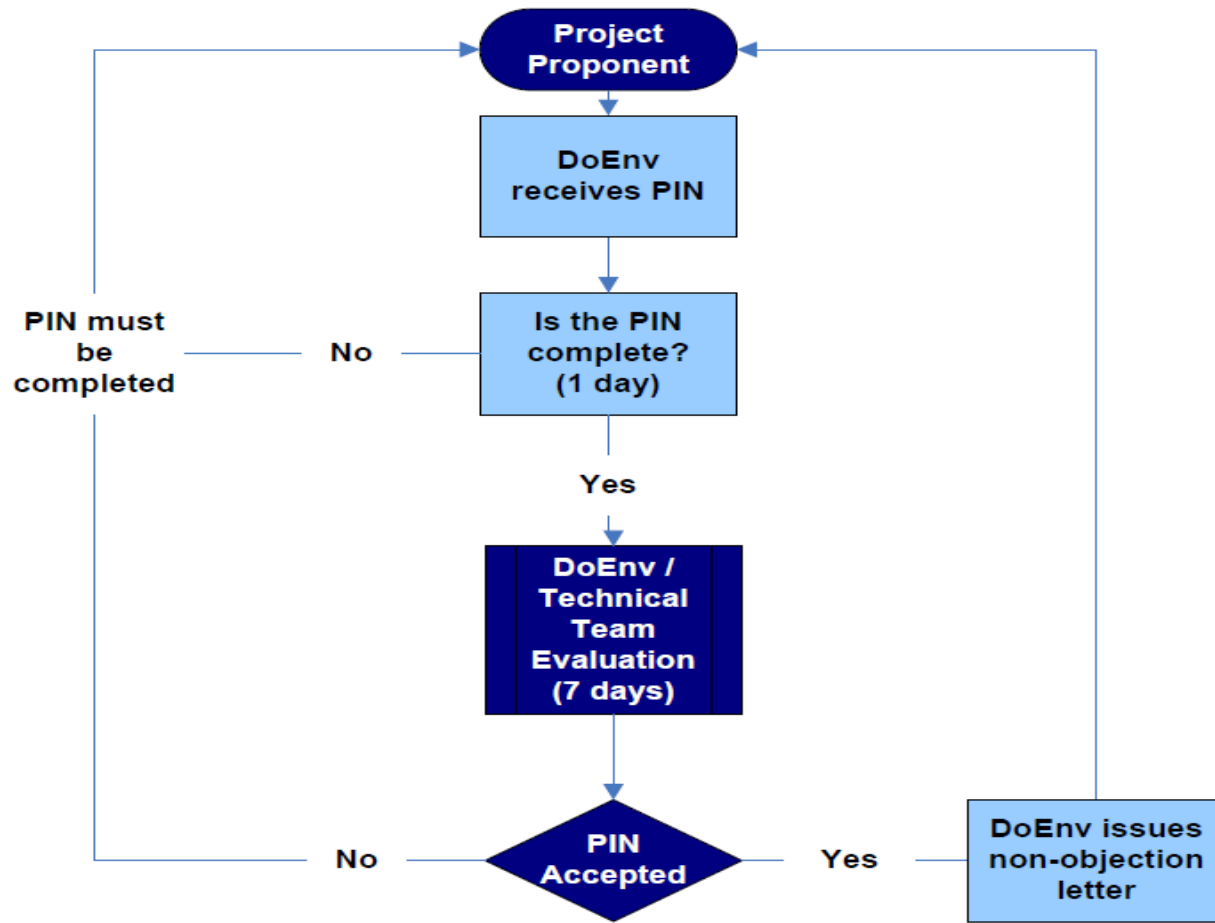 Project
Proponent
DoEnv
receives PIN
Is the PIN
complete?
(1 day)
No
PIN must
be
completed
Yes
DoEnv /
Technical
Team
Evaluation
(7 days)
PIN
Accepted
No
Yes
DoEnv issues
non-objection
letter